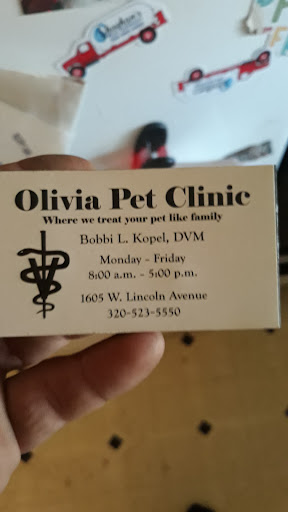 Olivia Pet Clinic
Where we treat your pet like family
Bobbi L. Kopel, DVM
Monday - Friday
8:00 a.m. - 5:00 p.m.
1605 W. Lincoln Avenue
320-523-5550